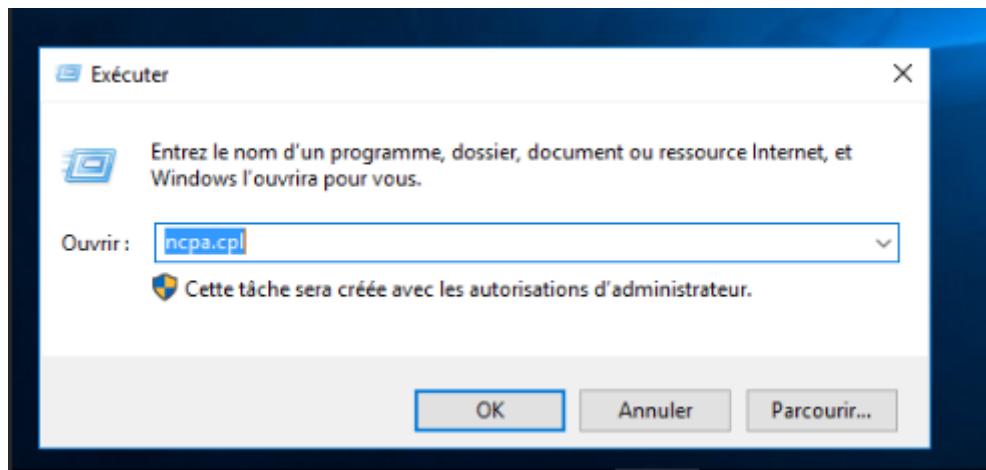 Exécuter
Entrez le nom d'un programme, dossier, document ou ressource Internet, et
Windows l'ouvrira pour vous.
Ouvrir : ncpa.cpl
Cette tâche sera créée avec les autorisations d'administrateur.
OK Annuler Parcourir...